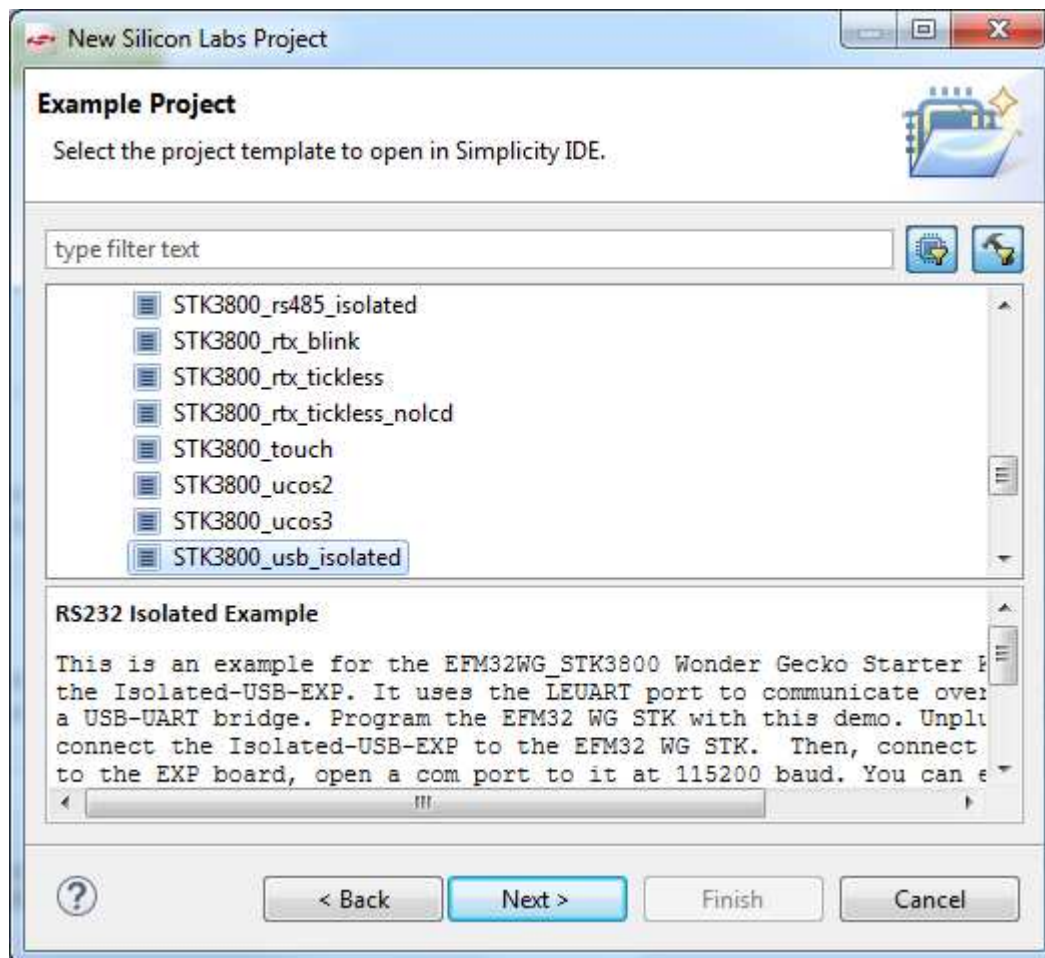 New Silicon Labs Project
Example Project
Select the project template to open in Simplicity IDE.
type filter text
STK3800_rs485_isolated
STK3800_rtx_blink
STK3800_rtx_tickless
STK3800_rtx_tickless_nolcd
STK3800_touch
STK3800_ucos2
STK3800_ucos3
STK3800_usb_isolated
RS232 Isolated Example
This is an example for the EFM32WG_STK3800 Wonder Gecko Starter
the Isolated-USB-EXP. It uses the LEUART port to communicate over
a USB-UART bridge. Program the EFM32 WG STK with this demo. Unplu
connect the Isolated-USB-EXP to the EFM32 WG STK. Then, connect
to the EXP board, open a com port to it at 115200 baud. You can
< Back Next > Finish Cancel